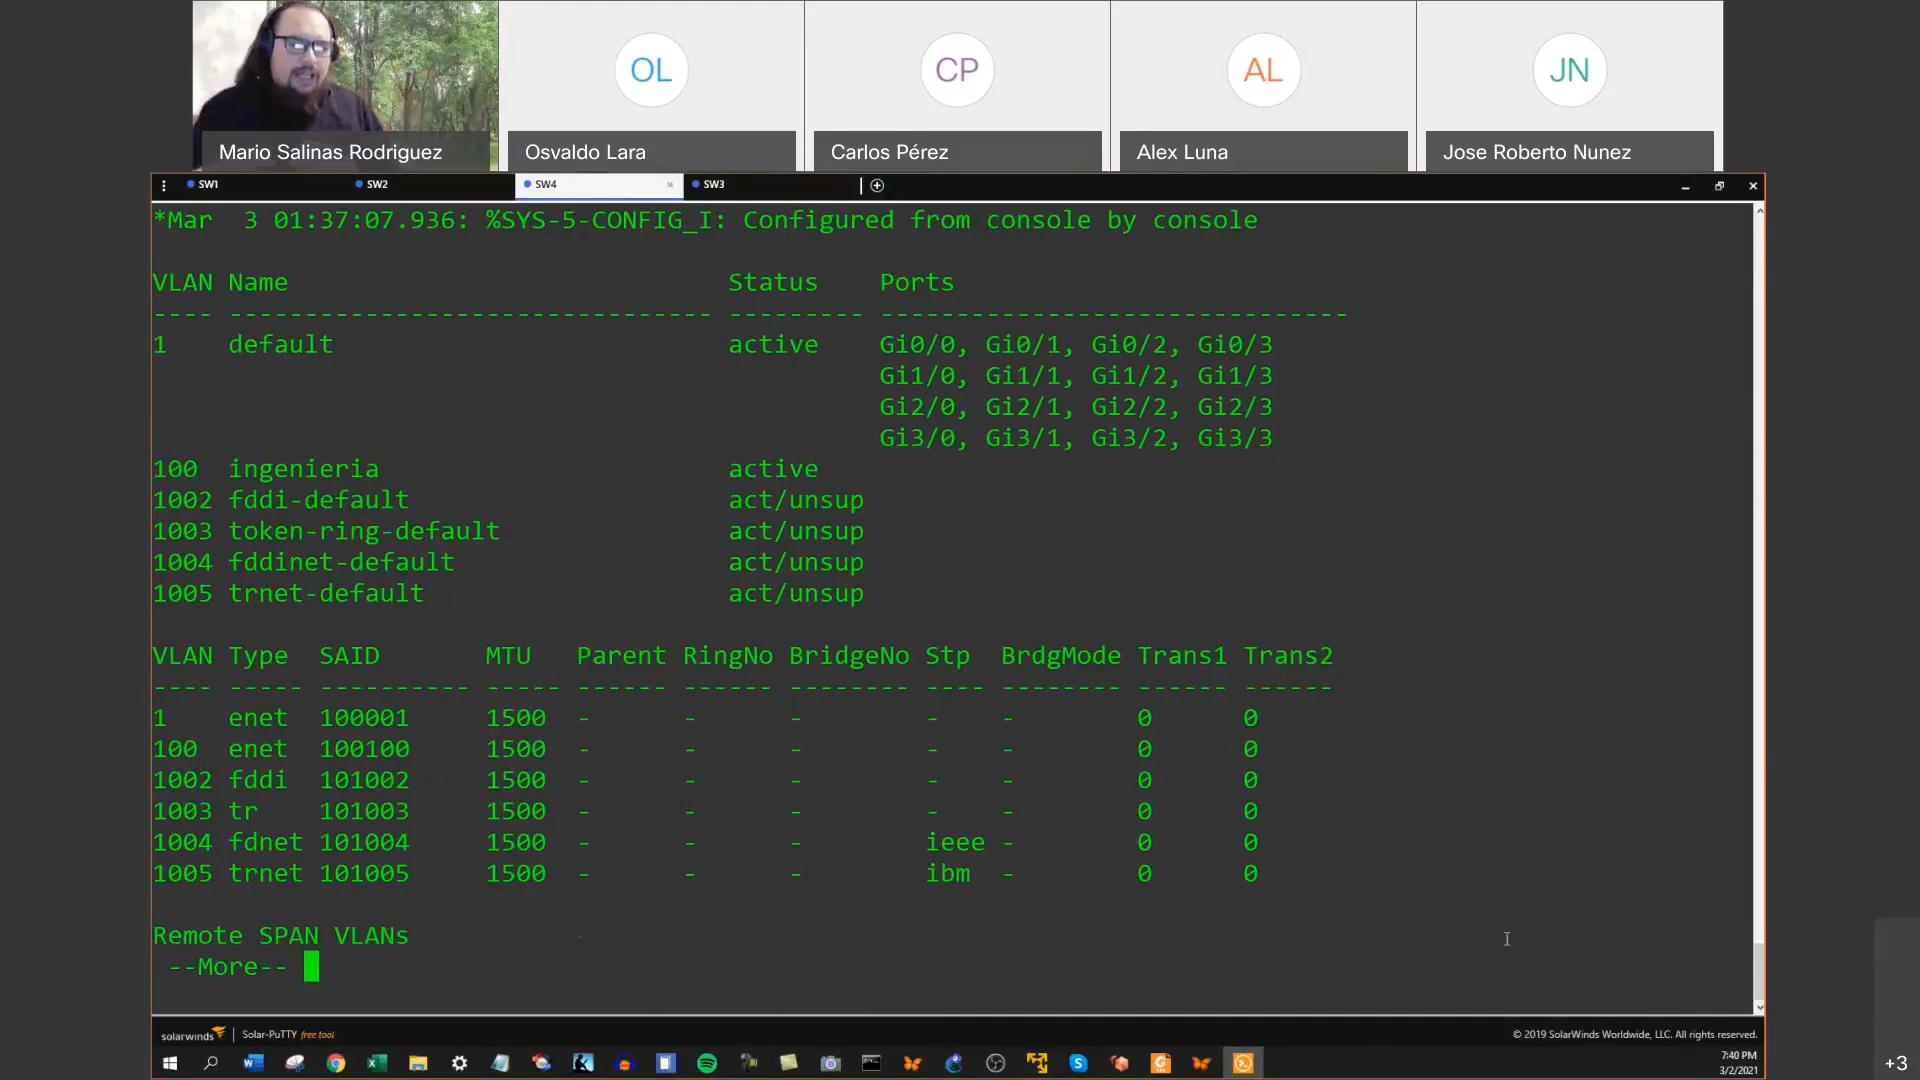 OL
CP
AL
JN
Mario Salinas Rodriguez
Osvaldo Lara
Carlos Pérez
Alex Luna
Jose Roberto Nunez
SW1
SW2
SW4
SW3
*Mar  3 01:37:07.936: %SYS-5-CONFIG_I: Configured from console by console
VLAN Name                             Status    Ports
---- -------------------------------- --------- -------------------------------
1    default                          active    Gi0/0, Gi0/1, Gi0/2, Gi0/3
Gi1/0, Gi1/1, Gi1/2, Gi1/3
Gi2/0, Gi2/1, Gi2/2, Gi2/3
Gi3/0, Gi3/1, Gi3/2, Gi3/3
100  ingenieria                       active
1002 fddi-default                     act/unsup
1003 token-ring-default               act/unsup
1004 fddinet-default                  act/unsup
1005 trnet-default                    act/unsup
VLAN Type  SAID       MTU   Parent RingNo BridgeNo Stp  BrdgMode Trans1 Trans2
---- ----- ---------- ----- ------ ------ -------- ---- -------- ------ ------
1    enet  100001     1500  -      -      -        -    -        0      0
100  enet  100100     1500  -      -      -        -    -        0      0
1002 fddi  101002     1500  -      -      -        -    -        0      0
1003 tr    101003     1500  -      -      -        -    -        0      0
1004 fdnet 101004     1500  -      -      -        ieee -        0      0
1005 trnet 101005     1500  -      -      -        ibm  -        0      0
Remote SPAN VLANs
--More--
solarwinds | Solar-PuTTY free tool
© 2019 SolarWinds Worldwide, LLC. All rights reserved.
7:40 PM
3/2/2021
+3